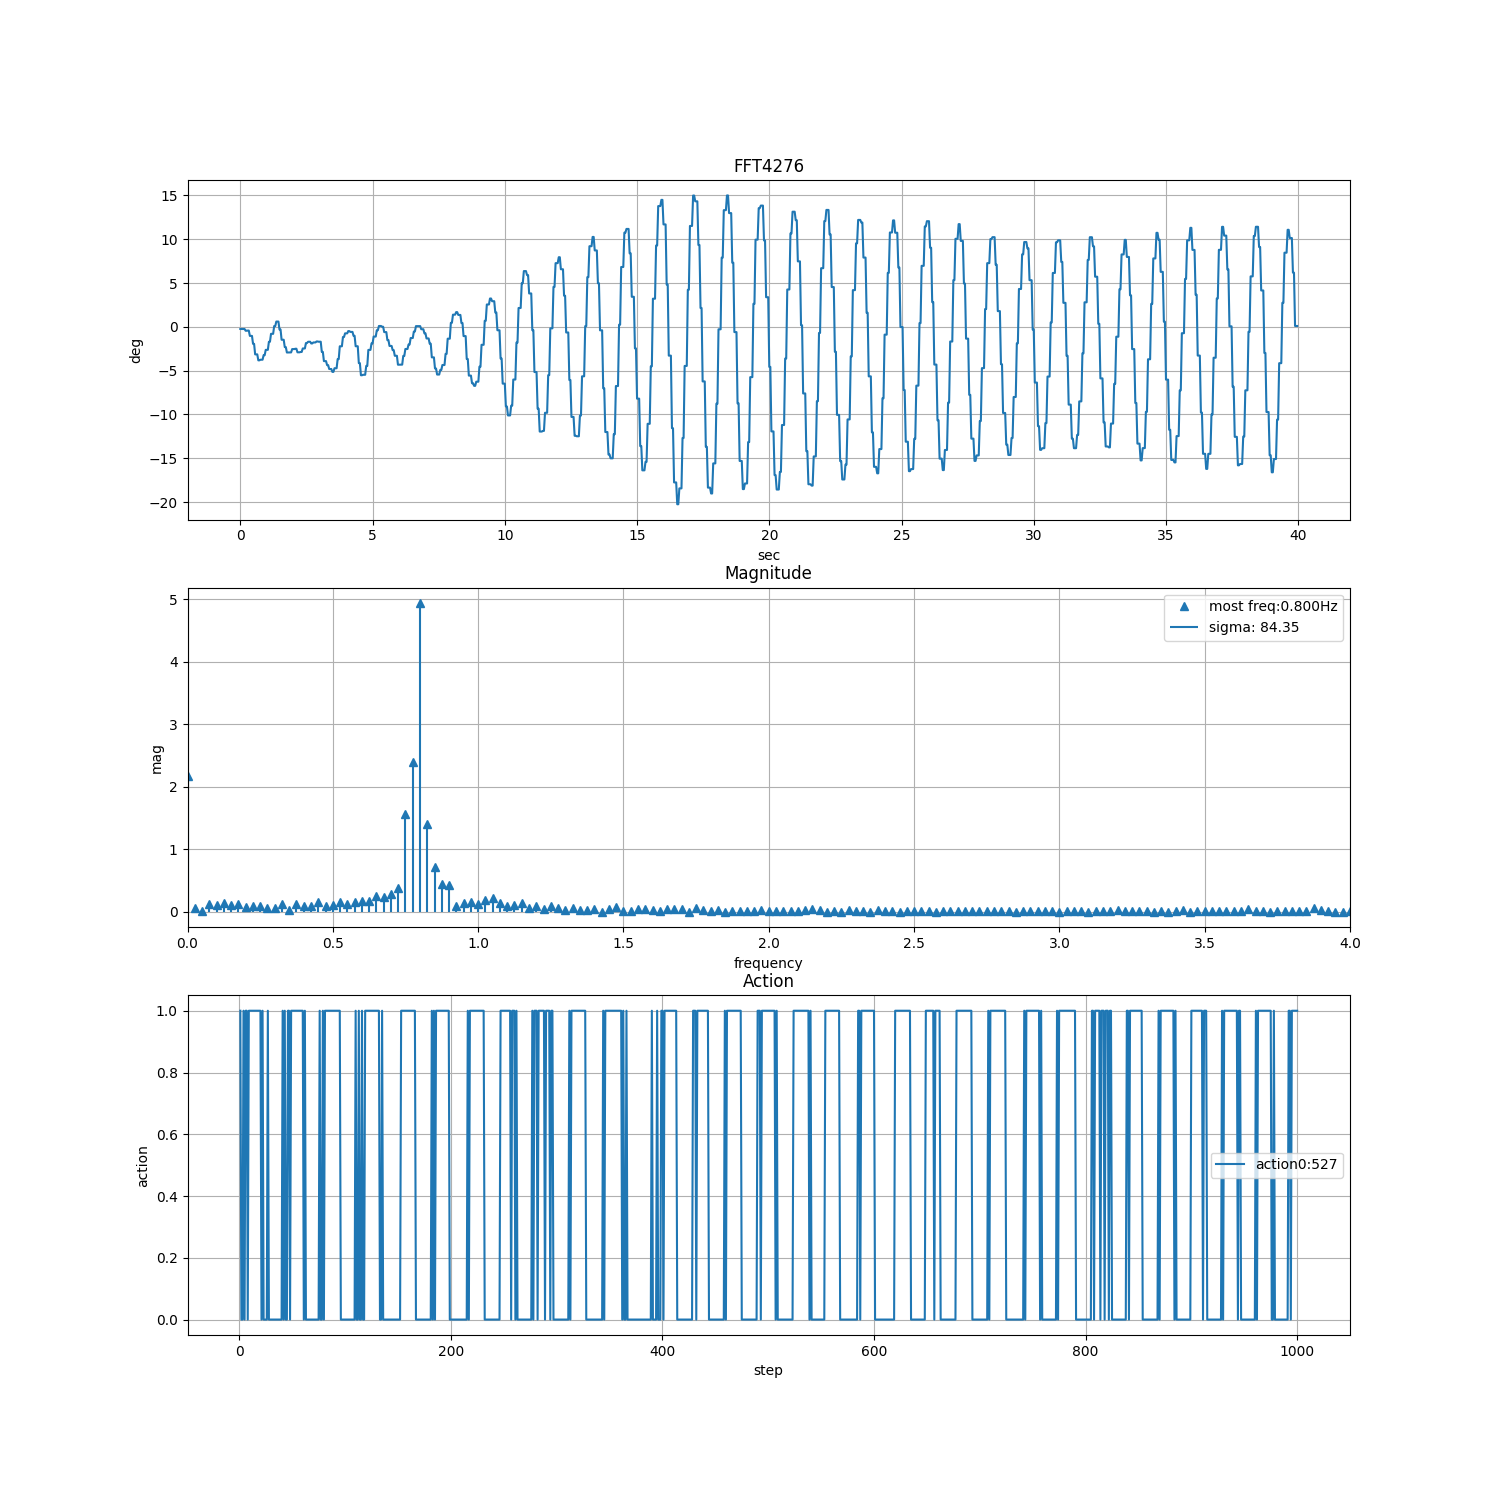 FFT4276
15
10
5
0
−5
−10
−15
−20
deg
0 5 10 15 20 25 30 35 40
sec
Magnitude
5
4
3
2
1
0
mag
most freq:0.800Hz
sigma: 84.35
0.0 0.5 1.0 1.5 2.0 2.5 3.0 3.5 4.0
frequency
Action
1.0
0.8
0.6
0.4
0.2
0.0
action
action0:527
0 200 400 600 800 1000
step